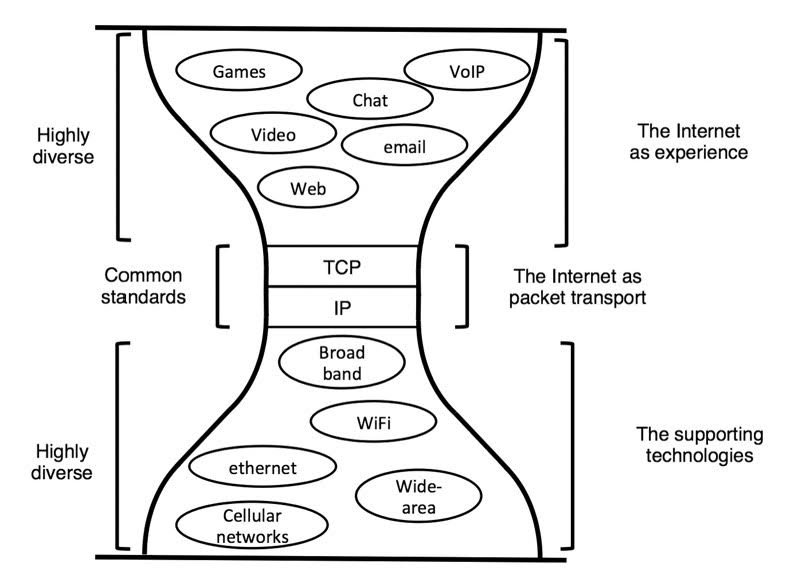 Games
VoIP
Chat
Video
email
Web
Highly
diverse
The Internet
as experience
TCP
IP
Common
standards
The Internet as
packet transport
Broad
band
WiFi
ethernet
Wide-
area
Cellular
networks
Highly
diverse
The supporting
technologies